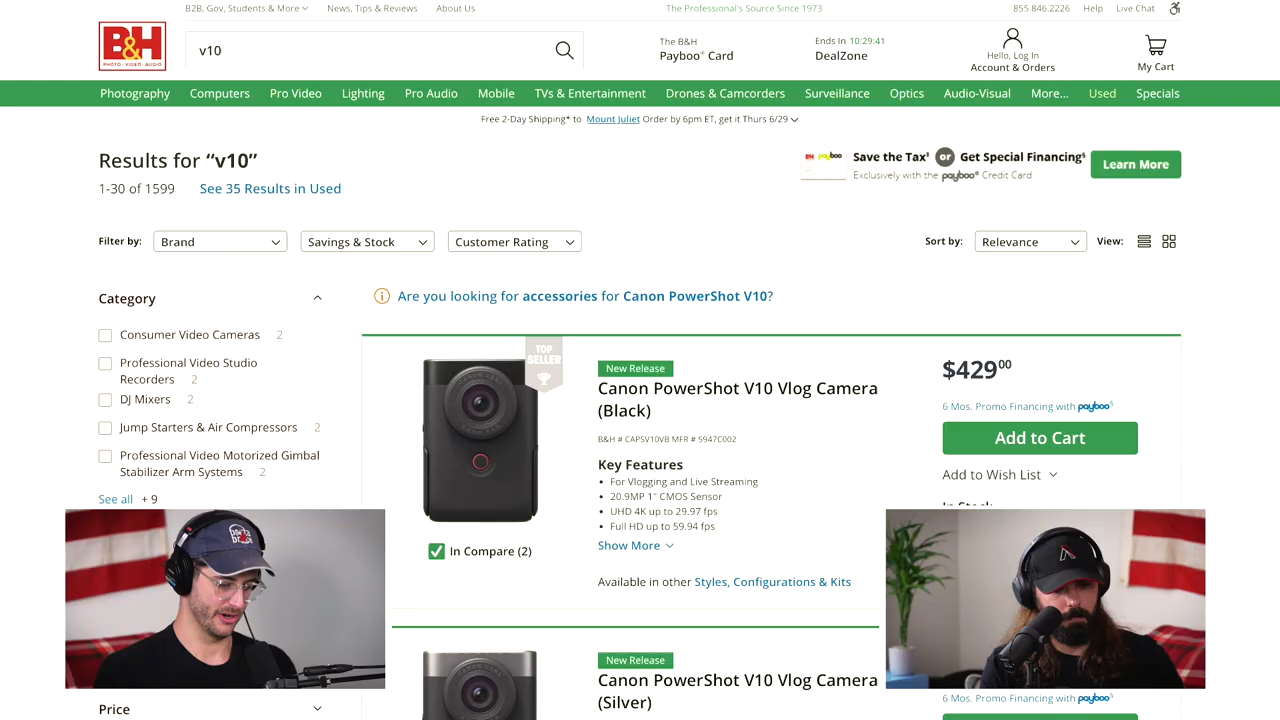 B2B, Gov, Students & More News, Tips & Reviews About Us The Professional's Source Since 1973 855.846.2226 Help Live Chat
B&H
PHOTO · VIDEO · AUDIO
v10
The B&H
Payboo® Card
Ends In 10:29:41
DealZone
Hello, Log In
Account & Orders
My Cart
Photography Computers Pro Video Lighting Pro Audio Mobile TVs & Entertainment Drones & Camcorders Surveillance Optics Audio-Visual More... Used Specials
Free 2-Day Shipping* to Mount Juliet Order by 6pm ET, get it Thurs 6/29
Results for “v10”
1-30 of 1599 See 35 Results in Used
B&H payboo
Save the Tax‡ or Get Special Financing§
Exclusively with the payboo® Credit Card
Learn More
Filter by: Brand Savings & Stock Customer Rating Sort by: Relevance View:
Category
Consumer Video Cameras 2
Professional Video Studio
Recorders 2
DJ Mixers 2
Jump Starters & Air Compressors 2
Professional Video Motorized Gimbal
Stabilizer Arm Systems 2
See all + 9
Price
Are you looking for accessories for Canon PowerShot V10?
TOP
SELLER
New Release
Canon PowerShot V10 Vlog Camera
(Black)
B&H # CAPSV10VB MFR # 5947C002
Key Features
• For Vlogging and Live Streaming
• 20.9MP 1" CMOS Sensor
• UHD 4K up to 29.97 fps
• Full HD up to 59.94 fps
Show More
In Compare (2)
Available in other Styles, Configurations & Kits
$429.00
6 Mos. Promo Financing with payboo§
Add to Cart
Add to Wish List
In Stock
New Release
Canon PowerShot V10 Vlog Camera
(Silver)
6 Mos. Promo Financing with payboo§